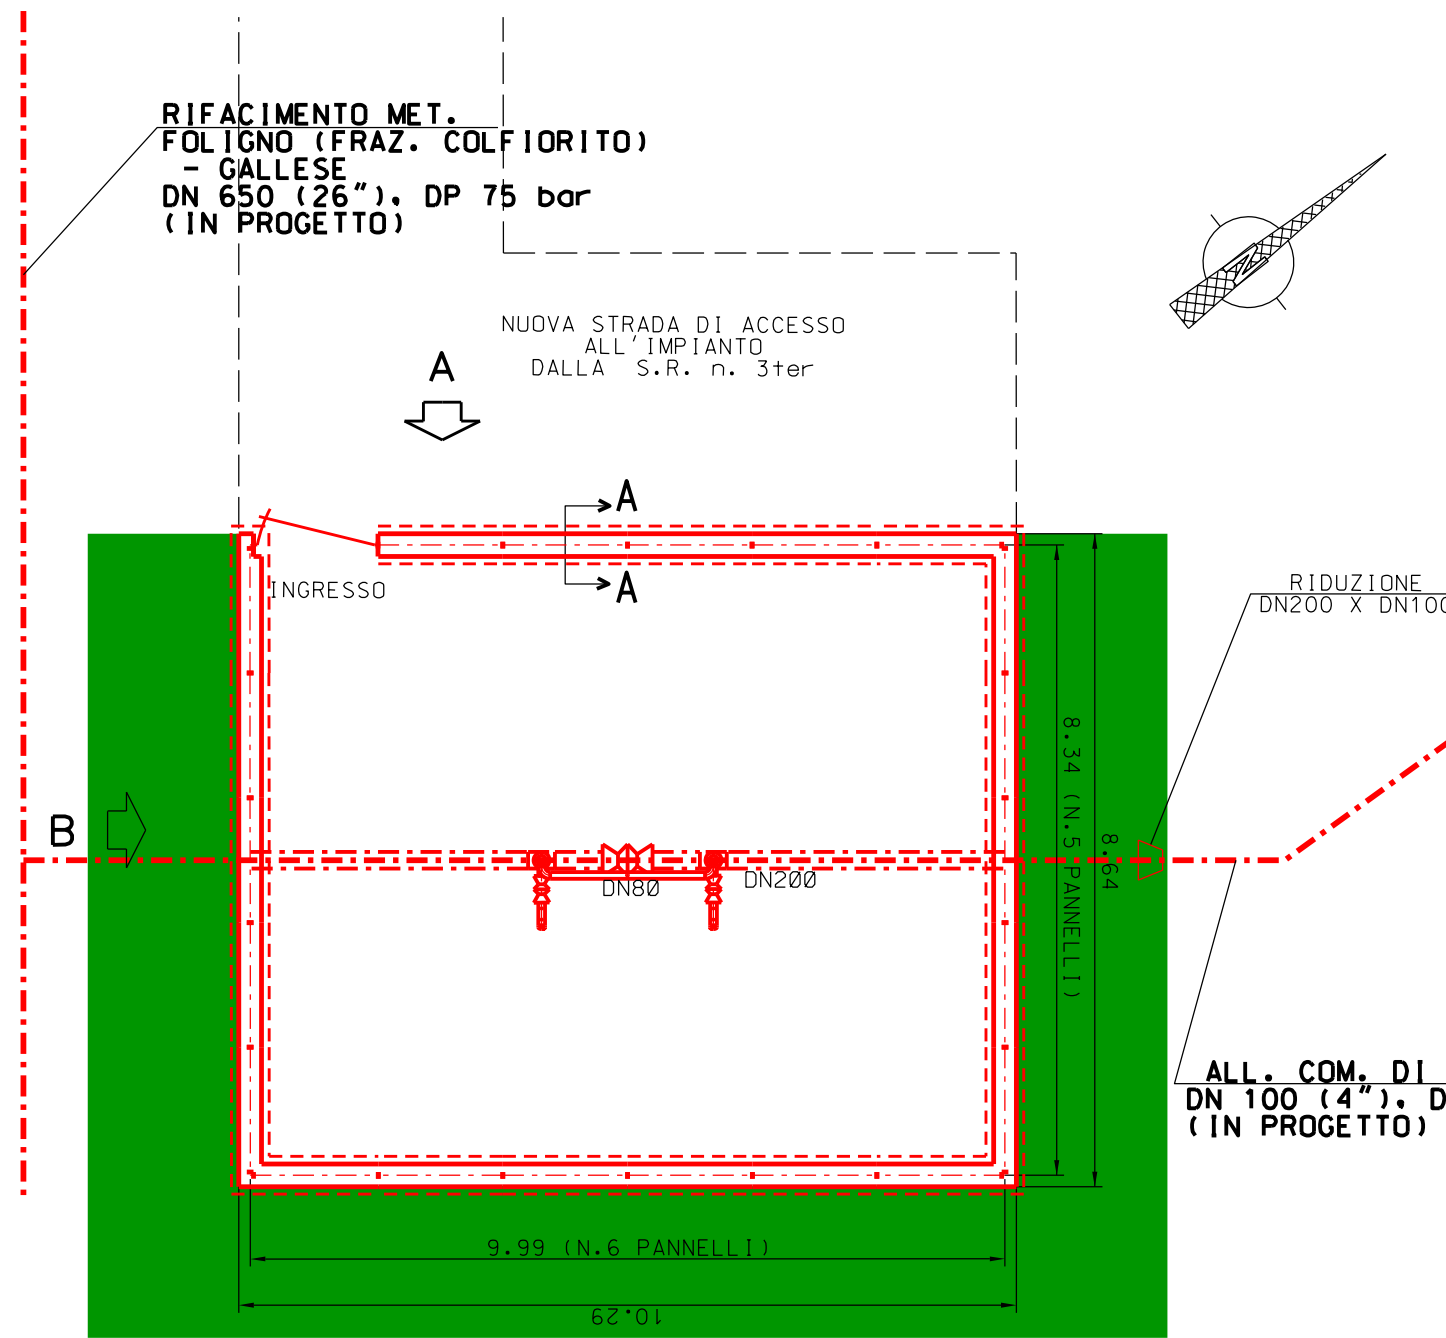 RIFACIMENTO MET.
FOLIGNO (FRAZ. COLFIORITO)
- GALLESE
DN 650 (26"), DP 75 bar
(IN PROGETTO)
N
NUOVA STRADA DI ACCESSO
ALL'IMPIANTO
DALLA S.R. n. 3ter
A
A
A
INGRESSO
RIDUZIONE
DN200 X DN100
8.34 (N.5 PANNELLI)
8.64
B
DN80
DN200
ALL. COM. DI
DN 100 (4"), D
(IN PROGETTO)
9.99 (N.6 PANNELLI)
10.29